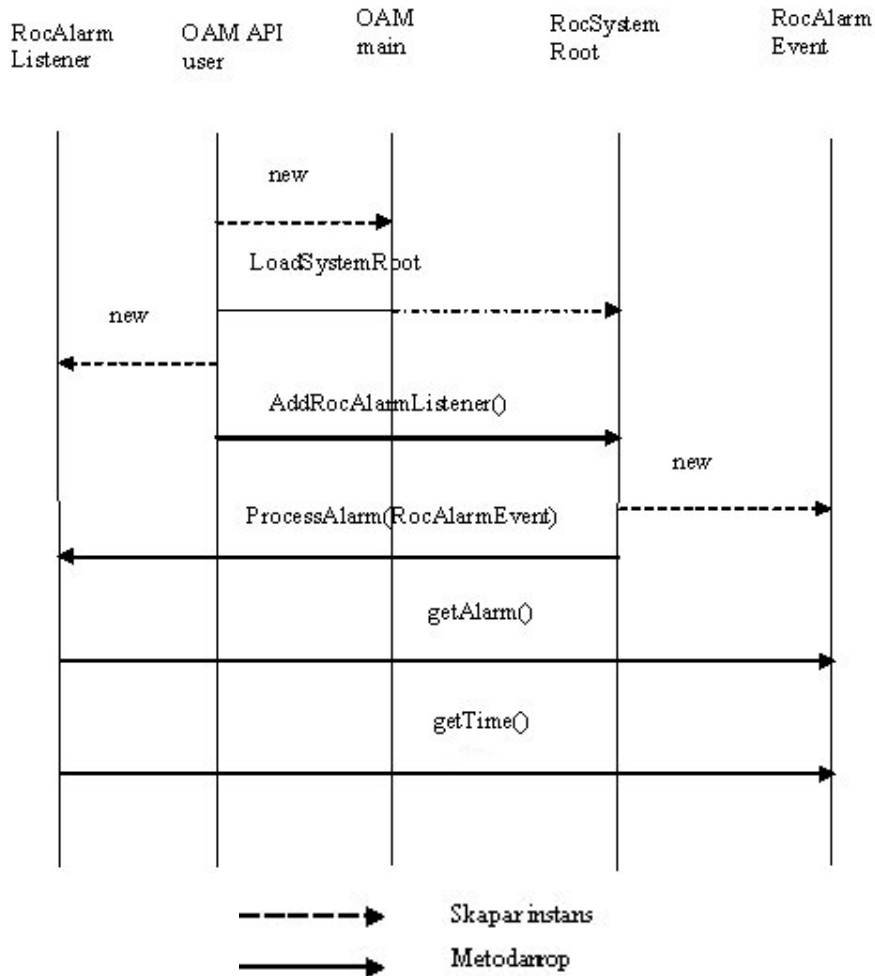 RocAlarm
Listener
OAM API
user
OAM
main
RocSystem
Root
RocAlarm
Event
new
LoadSystemRoot
new
AddRocAlarmListener()
new
ProcessAlarm(RocAlarmEvent)
getAlarm()
getTime()
Skapar instans
Metodanrop